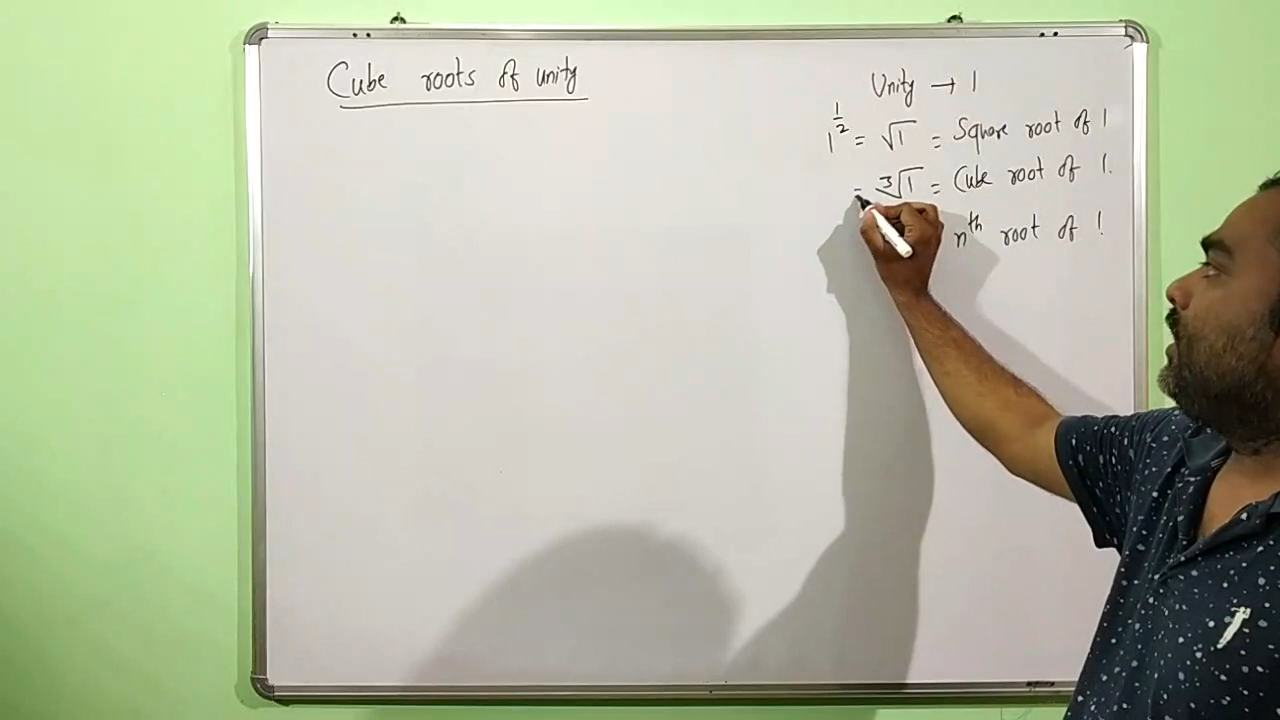 Cube roots of unity
Unity → 1
1^{1/2} = √1 = Square root of 1
= ∛1 = Cube root of 1.
n^{th} root of 1